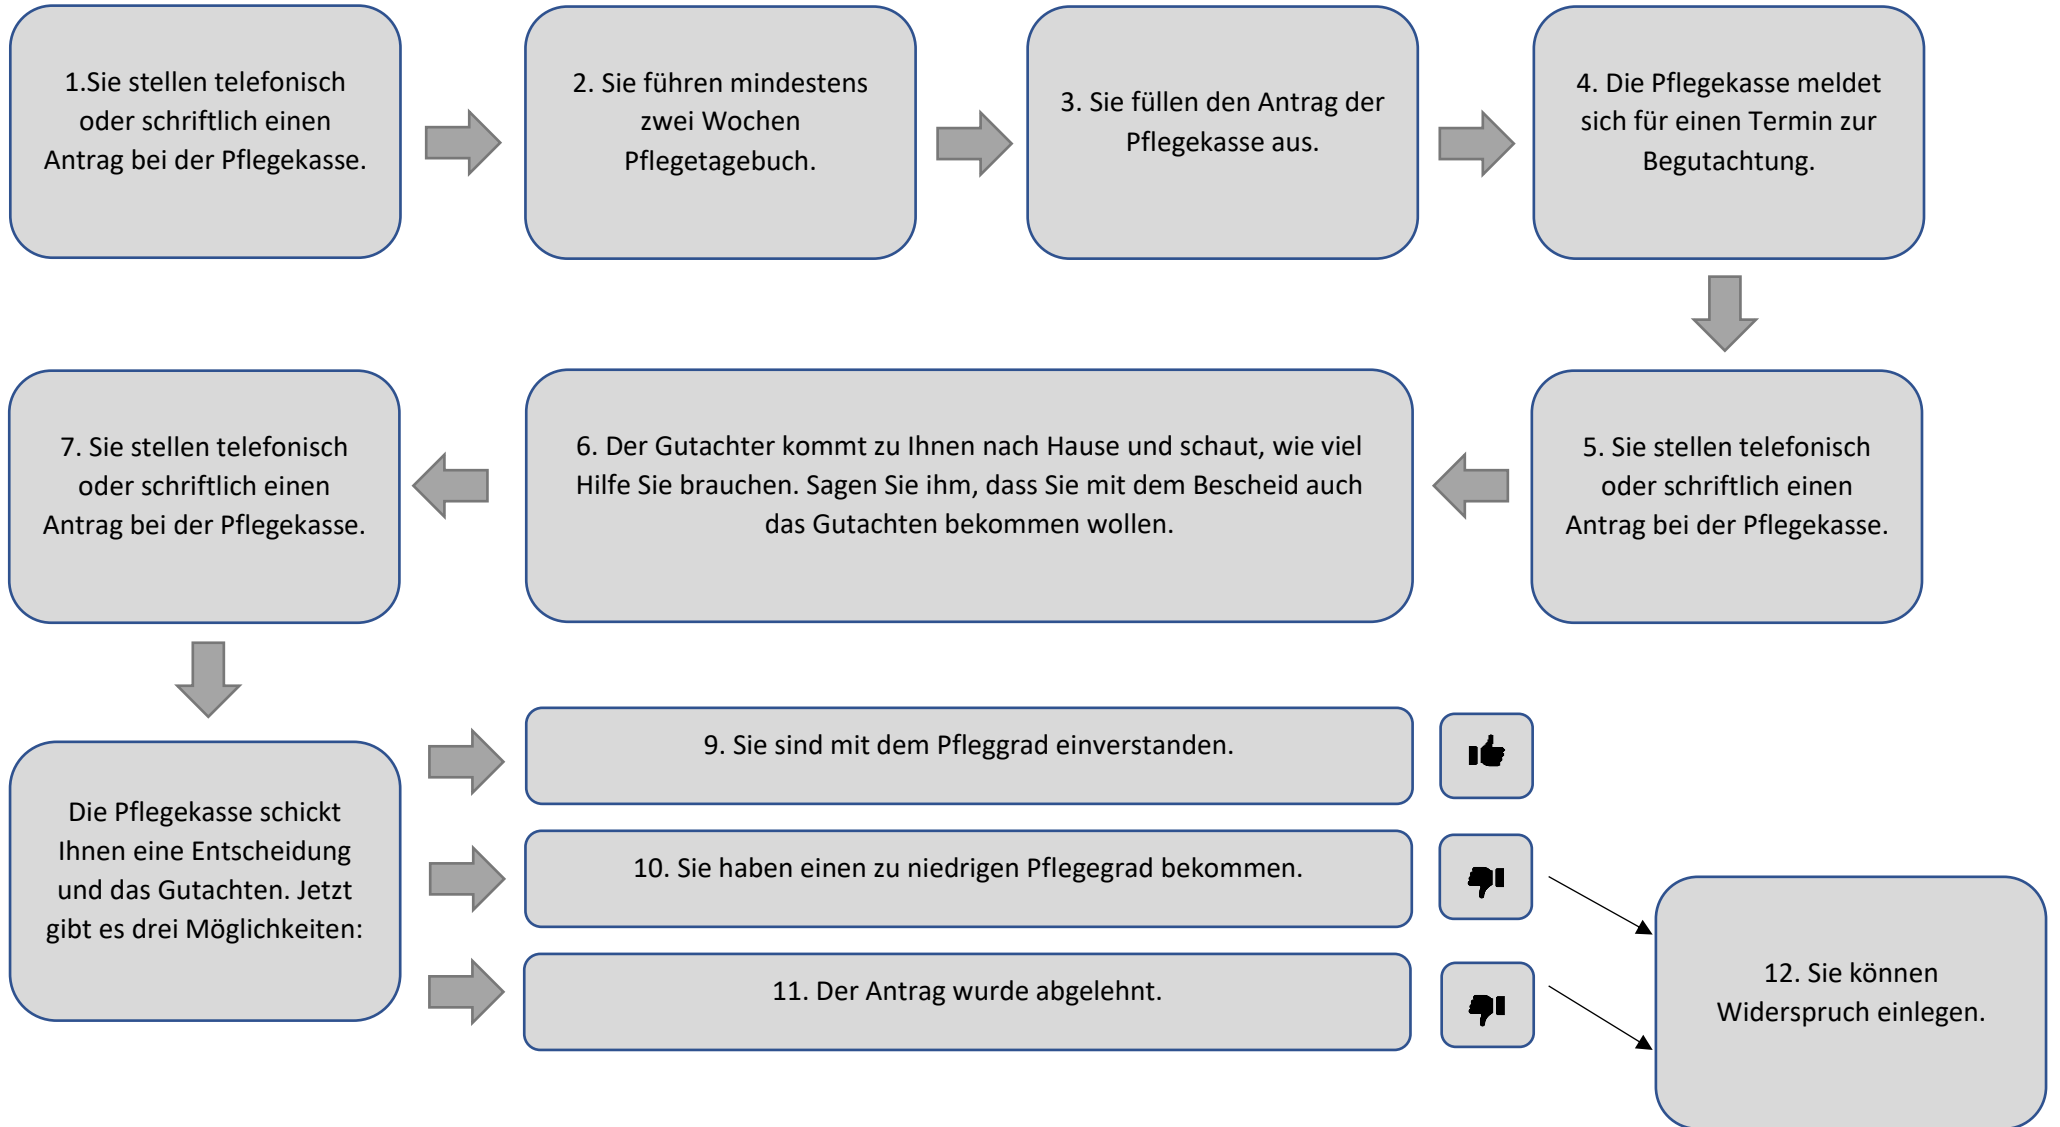 1.Sie stellen telefonisch
oder schriftlich einen
Antrag bei der Pflegekasse.
2. Sie führen mindestens
zwei Wochen
Pflegetagebuch.
3. Sie füllen den Antrag der
Pflegekasse aus.
4. Die Pflegekasse meldet
sich für einen Termin zur
Begutachtung.
5. Sie stellen telefonisch
oder schriftlich einen
Antrag bei der Pflegekasse.
6. Der Gutachter kommt zu Ihnen nach Hause und schaut, wie viel
Hilfe Sie brauchen. Sagen Sie ihm, dass Sie mit dem Bescheid auch
das Gutachten bekommen wollen.
7. Sie stellen telefonisch
oder schriftlich einen
Antrag bei der Pflegekasse.
Die Pflegekasse schickt
Ihnen eine Entscheidung
und das Gutachten. Jetzt
gibt es drei Möglichkeiten:
9. Sie sind mit dem Pfleggrad einverstanden.
10. Sie haben einen zu niedrigen Pflegegrad bekommen.
11. Der Antrag wurde abgelehnt.
12. Sie können
Widerspruch einlegen.